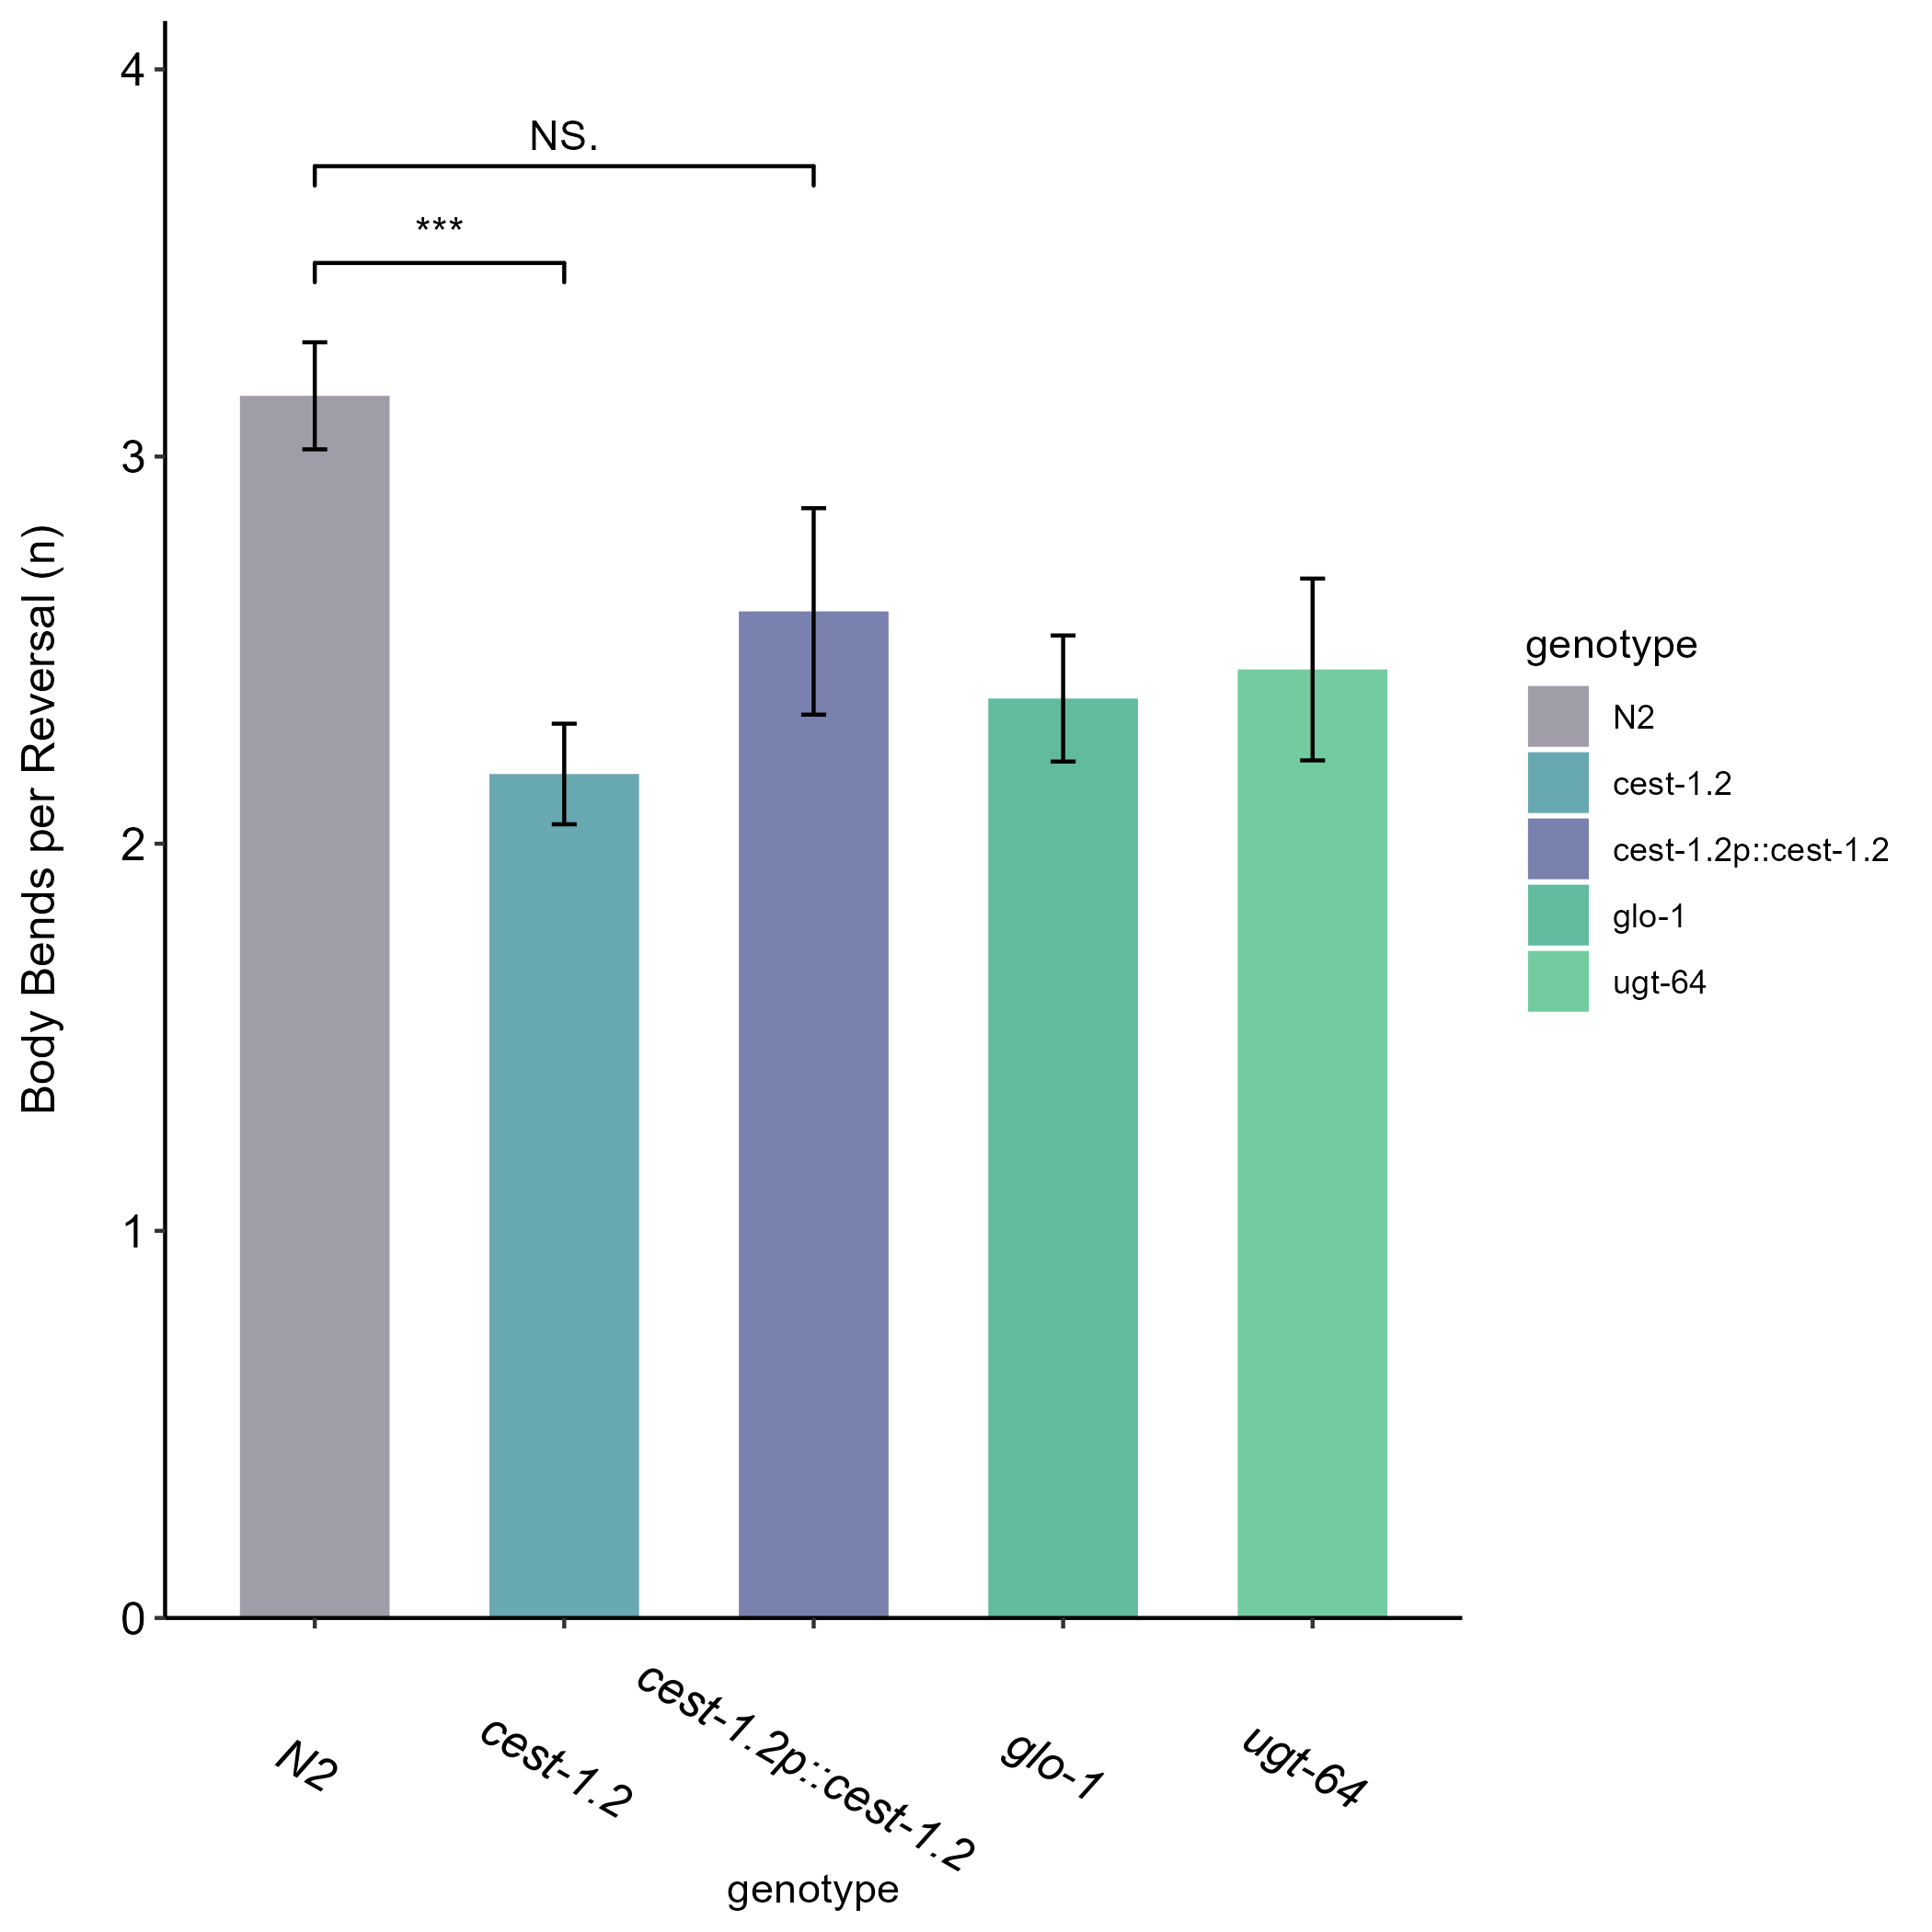 4
3
2
1
0
Body Bends per Reversal (n)
NS.
***
N2
cest-1.2
cest-1.2p::cest-1.2
glo-1
ugt-64
genotype
genotype
N2
cest-1.2
cest-1.2p::cest-1.2
glo-1
ugt-64